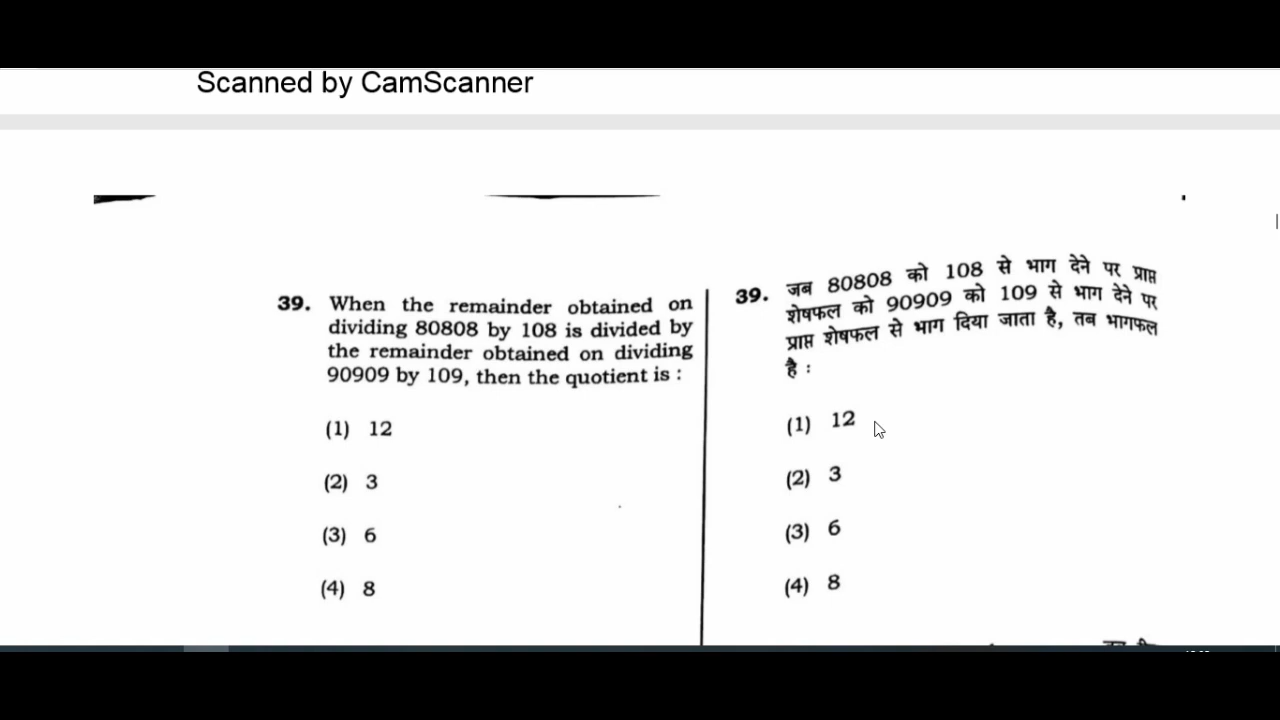 Scanned by CamScanner
39. When the remainder obtained on
dividing 80808 by 108 is divided by
the remainder obtained on dividing
90909 by 109, then the quotient is :
(1) 12
(2) 3
(3) 6
(4) 8
39. जब 80808 को 108 से भाग देने पर प्राप्त
शेषफल को 90909 को 109 से भाग देने पर
प्राप्त शेषफल से भाग दिया जाता है, तब भागफल
है :
(1) 12
(2) 3
(3) 6
(4) 8